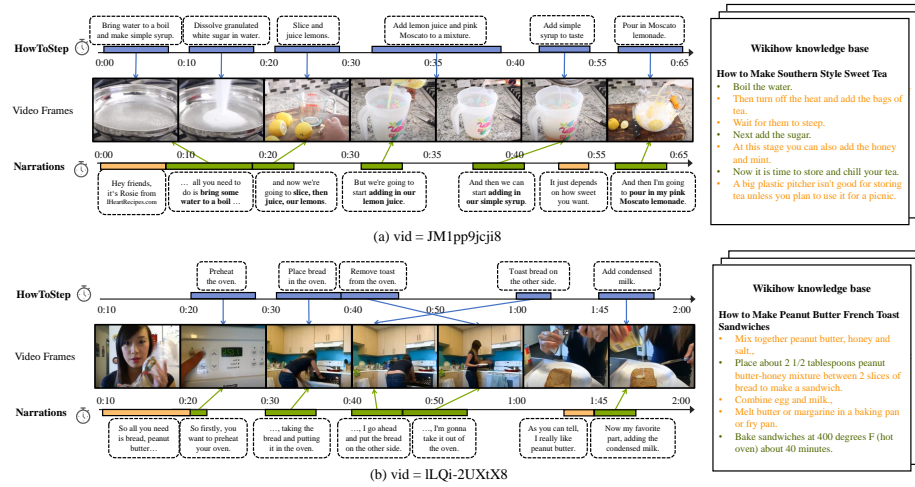 Bring water to a boil
and make simple syrup.
Dissolve granulated
white sugar in water.
Slice and
juice lemons.
Add lemon juice and pink
Moscato to a mixture.
Add simple
syrup to taste
Pour in Moscato
lemonade.
HowToStep
0:00
0:10
0:25
0:35
0:55
0:65
Video Frames
Narrations
0:00
0:10
0:25
0:35
0:55
0:65
Hey friends,
it's Rosie from
IHeartRecipes.com
… all you need to
do is bring some
water to a boil …
and now we're
going to slice, then
juice, our lemons.
But we're going to
start adding in our
lemon juice.
And then we can
start adding in
our simple syrup.
It just depends
on how sweet
you want.
And then I'm going
to pour in my pink
Moscato lemonade.
(a) vid = JM1pp9jcji8
Wikihow knowledge base
How to Make Southern Style Sweet Tea
• Boil the water.
• Then turn off the heat and add the bags of
tea.
• Wait for them to steep.
• Next add the sugar.
• At this stage you can also add the honey
and mint.
• Now it is time to store and chill your tea.
• A big plastic pitcher isn't good for storing
tea unless you plan to use it for a picnic.
Preheat
the oven.
Place bread
in the oven.
Remove toast
from the oven.
Toast bread on
the other side.
Add condensed
milk.
HowToStep
0:10
0:20
0:30
0:40
0:50
1:00
1:45
2:00
Video Frames
Narrations
0:10
0:20
0:30
0:40
0:50
1:00
1:45
2:00
So all you need
is bread, peanut
butter…
So firstly, you
want to preheat
your oven.
…, taking the
bread and putting
it in the oven.
…, I go ahead
and put the bread
on the other side.
…, I'm gonna
take it out of the
oven.
As you can tell,
I really like
peanut butter.
Now my favorite
part, adding the
condensed milk.
(b) vid = lLQi-2UXtX8
Wikihow knowledge base
How to Make Peanut Butter French Toast
Sandwiches
• Mix together peanut butter, honey and
salt.,
• Place about 2 1/2 tablespoons peanut
butter-honey mixture between 2 slices of
bread to make a sandwich.
• Combine egg and milk.,
• Melt butter or margarine in a baking pan
or fry pan.
• Bake sandwiches at 400 degrees F (hot
oven) about 40 minutes.